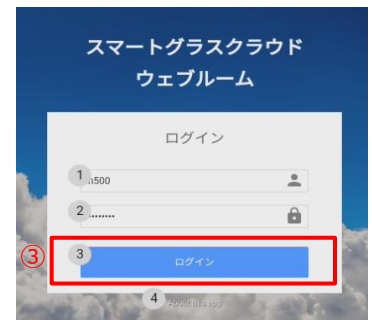 スマートグラスクラウド
ウェブルーム
ログイン
1
n500
2
........
③
3
ログイン
4
About this app